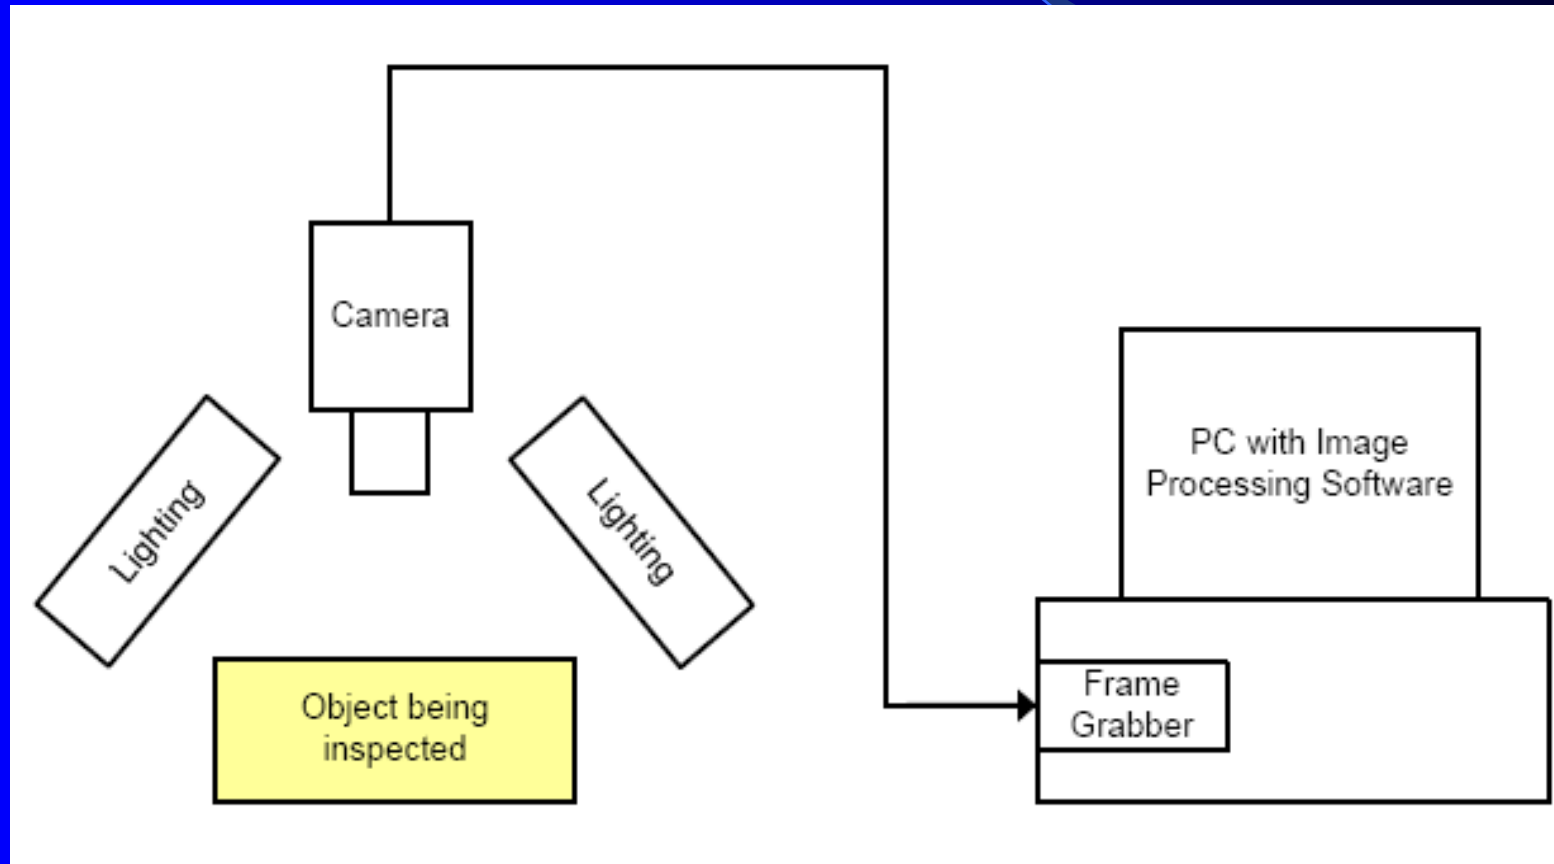 Camera
Lighting
Lighting
Object being
inspected
PC with Image
Processing Software
Frame
Grabber